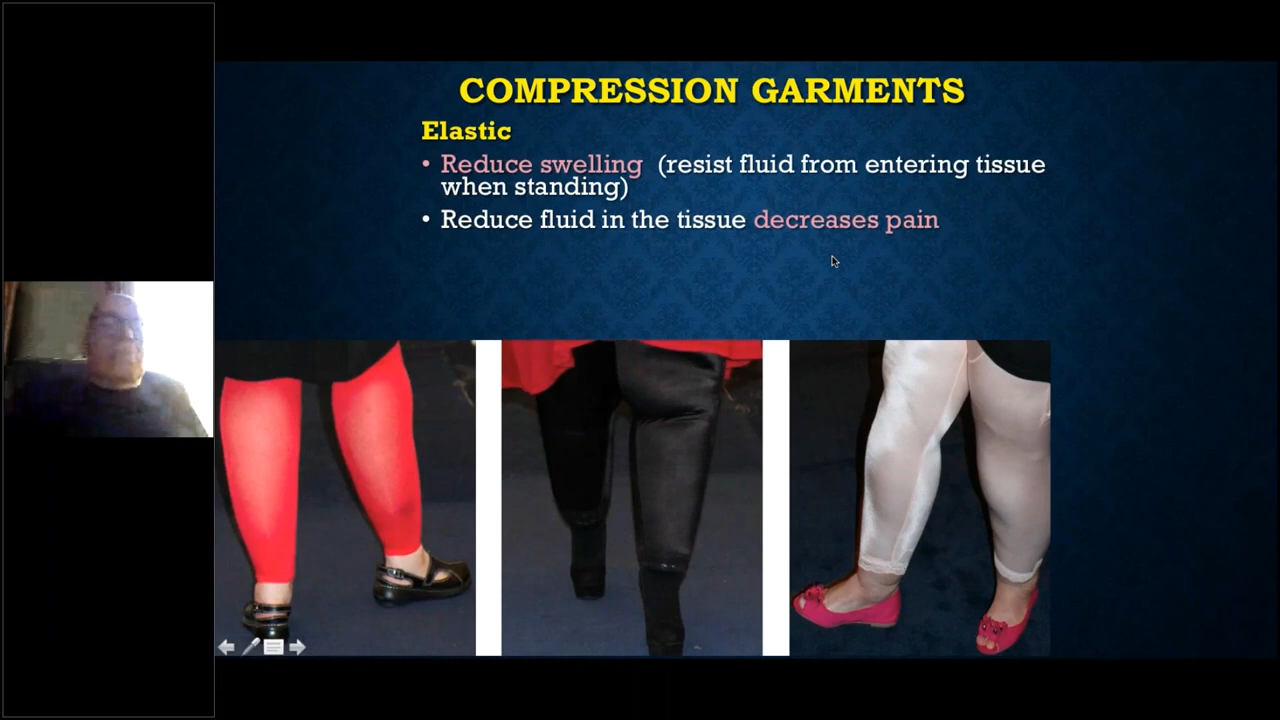 COMPRESSION GARMENTS
Elastic
• Reduce swelling (resist fluid from entering tissue
when standing)
• Reduce fluid in the tissue decreases pain